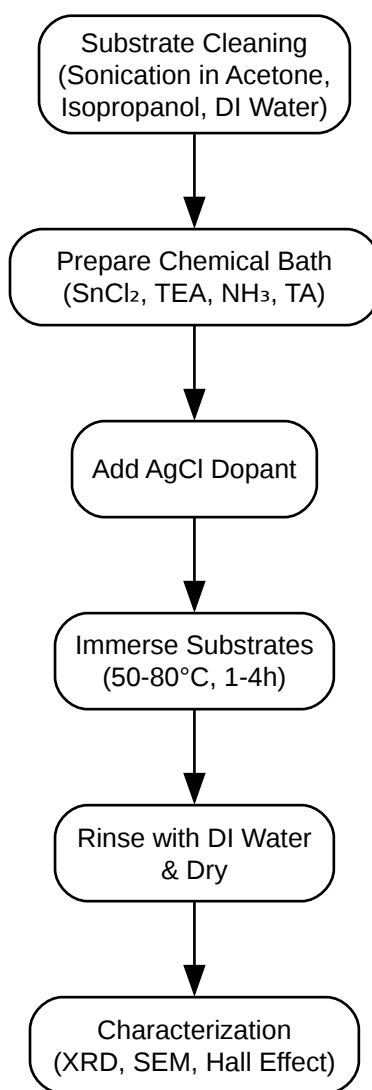 Substrate Cleaning
(Sonication in Acetone,
Isopropanol, DI Water)
Prepare Chemical Bath
(SnCl₂, TEA, NH₃, TA)
Add AgCl Dopant
Immerse Substrates
(50-80°C, 1-4h)
Rinse with DI Water
& Dry
Characterization
(XRD, SEM, Hall Effect)